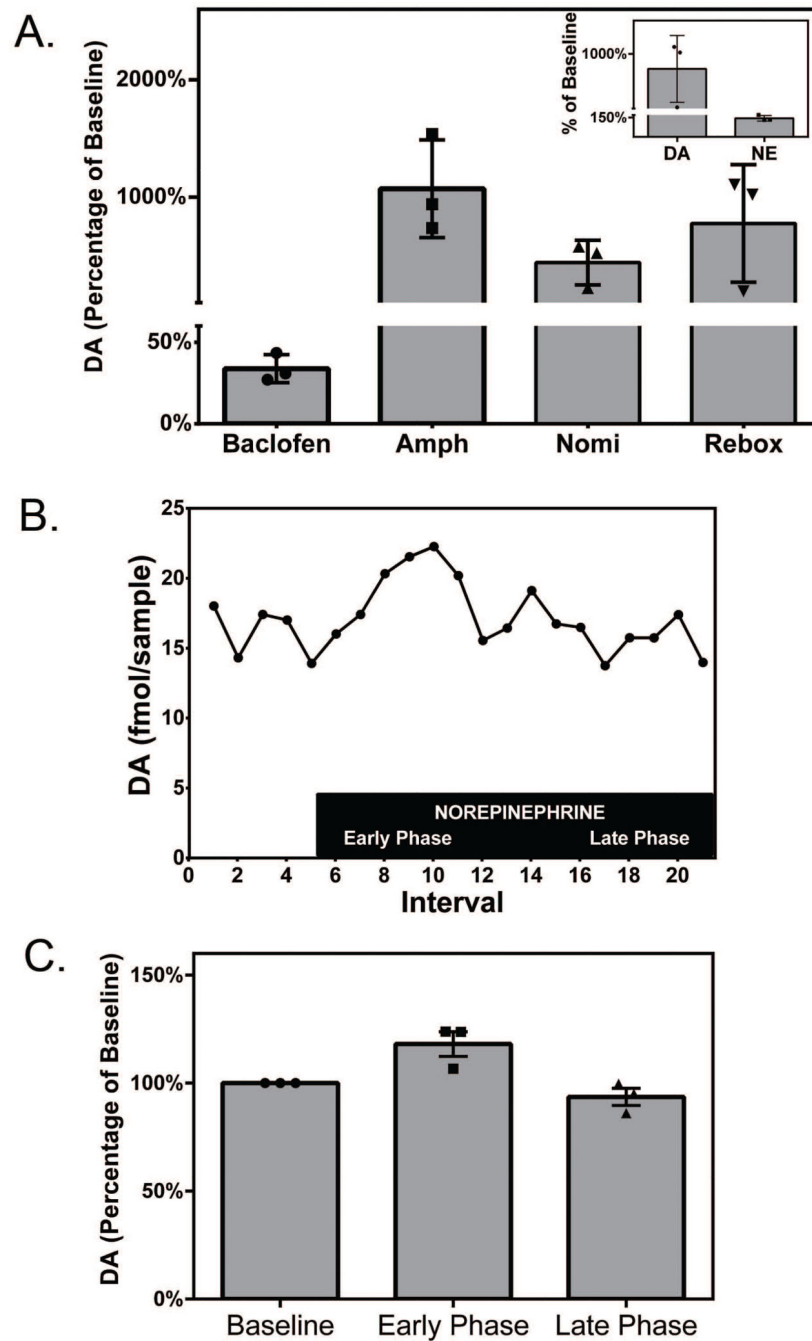 A.
DA (Percentage of Baseline)
2000%
1000%
50%
0%
Baclofen Amph Nomi Rebox
% of Baseline
1000%
150%
DA NE
B.
DA (fmol/sample)
25
20
15
10
5
0
NOREPINEPHRINE
Early Phase Late Phase
0 2 4 6 8 10 12 14 16 18 20
Interval
C.
DA (Percentage of Baseline)
150%
100%
50%
0%
Baseline Early Phase Late Phase